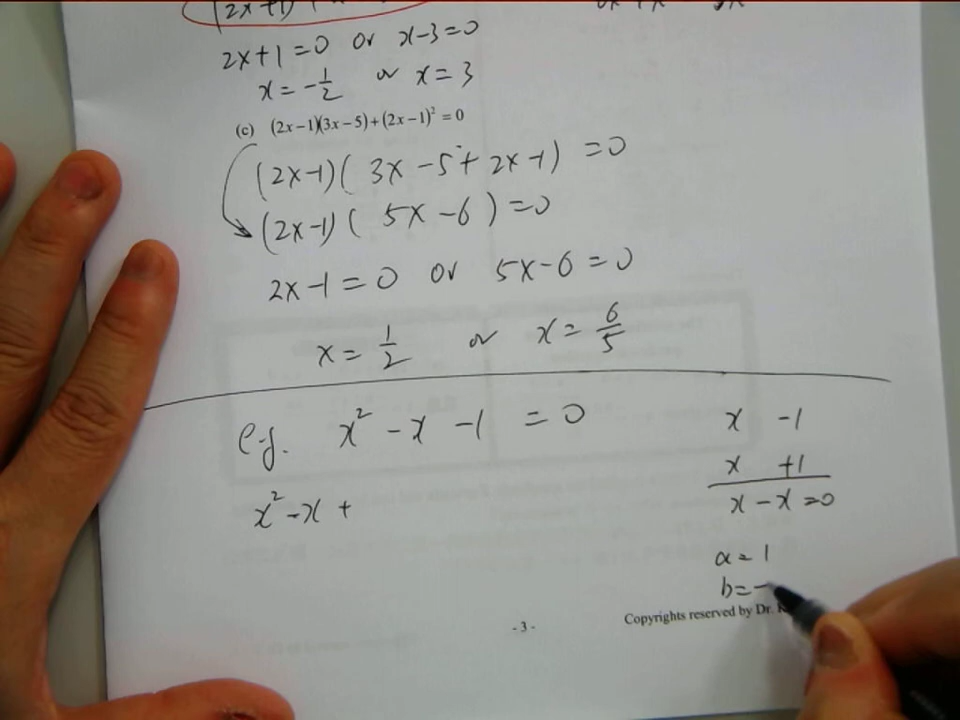 (2x+1)
2x+1=0 or x-3=0
x=-1/2 or x=3
(c) (2x-1)(3x-5)+(2x-1)²=0
(2x-1)(3x-5+2x-1)=0
(2x-1)(5x-6)=0
2x-1=0 or 5x-6=0
x=1/2 or x=6/5
e.g. x²-x-1=0
x²-x+
x -1
x +1
x-x=0
a=1
b=-
-3-
Copyrights reserved by Dr.